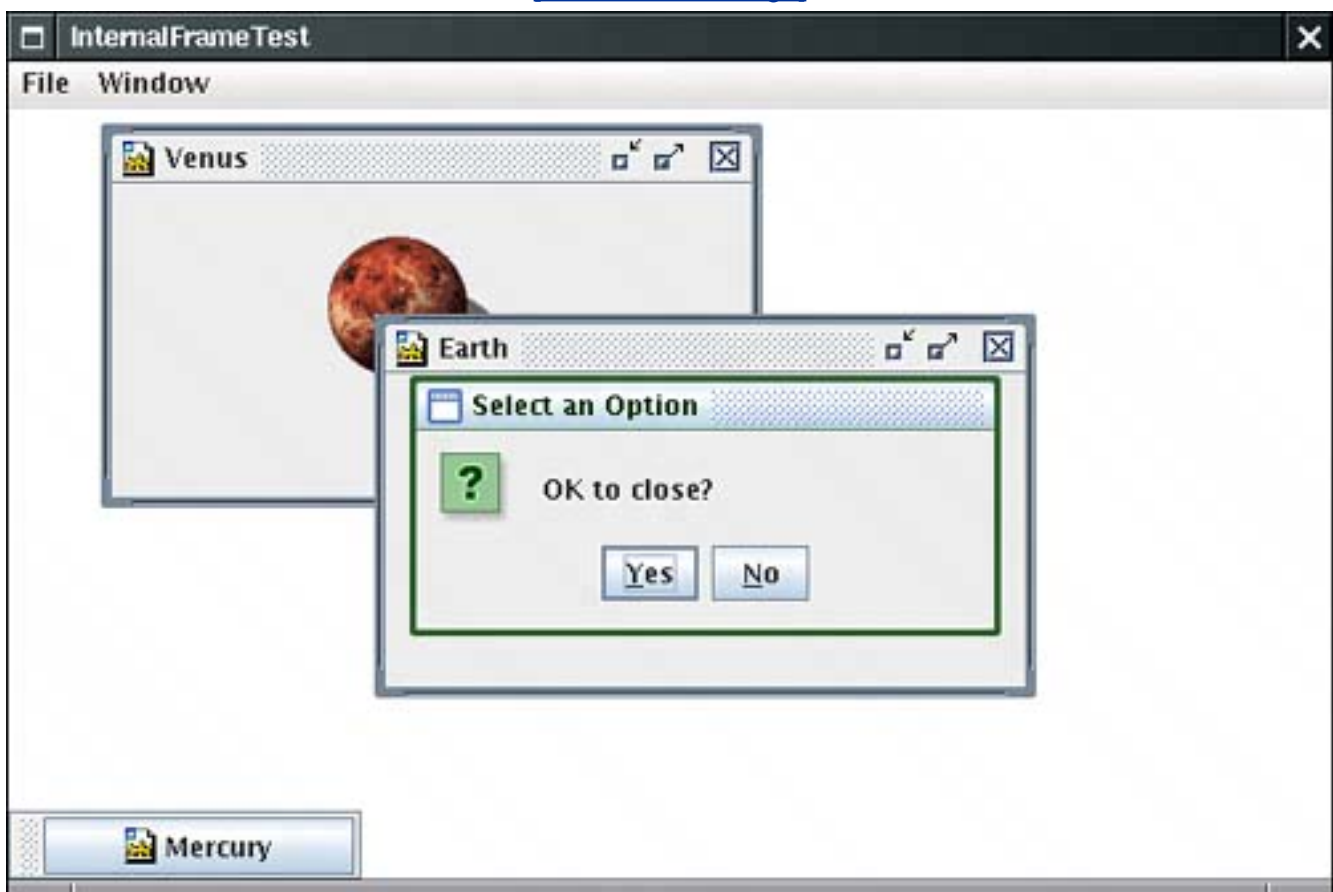 InternalFrameTest
File Window
Venus
Earth
Select an Option
?
OK to close?
Yes No
Mercury